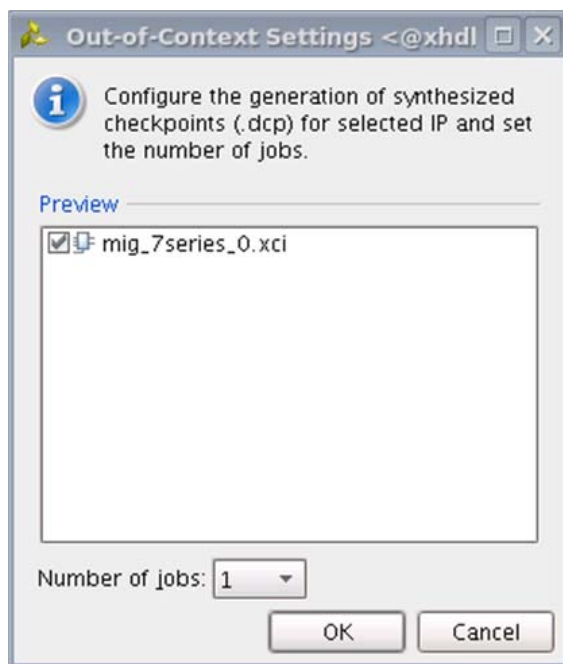 Out-of-Context Settings <@xhdl
Configure the generation of synthesized
checkpoints (.dcp) for selected IP and set
the number of jobs.
Preview
mig_7series_0.xci
Number of jobs: 1
OK Cancel